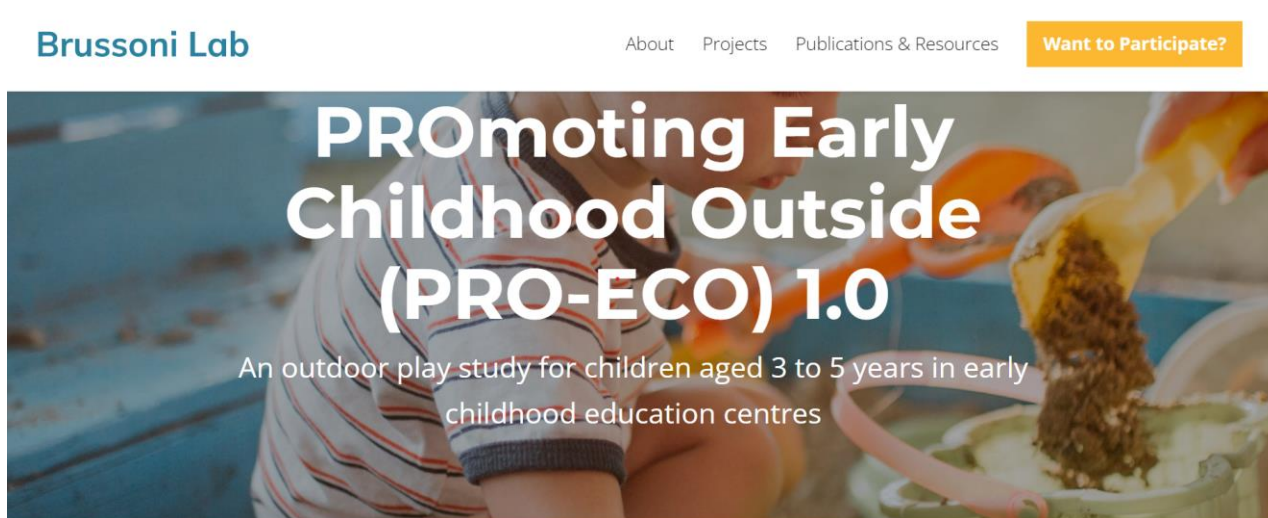 Brussoni Lab
About Projects Publications & Resources Want to Participate?
PROmoting Early
Childhood Outside
(PRO-ECO) 1.0
An outdoor play study for children aged 3 to 5 years in early
childhood education centres